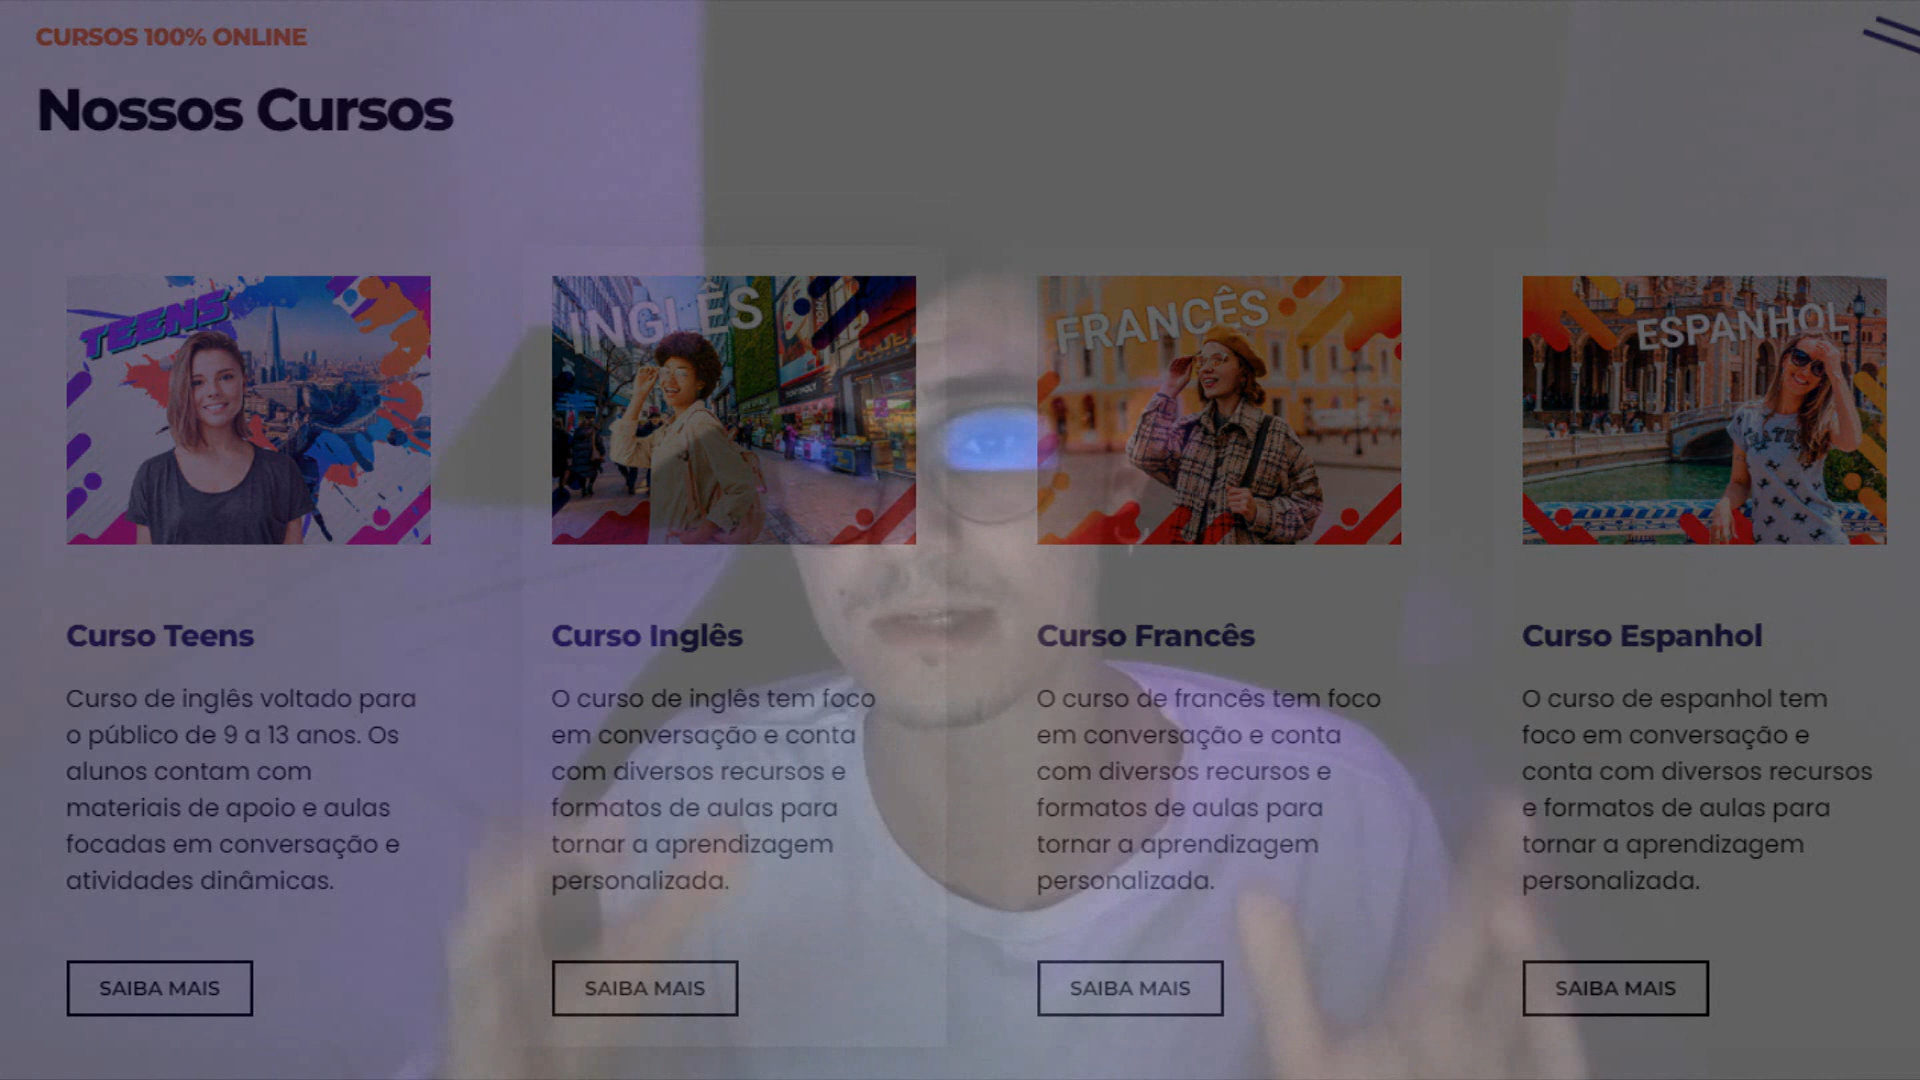 CURSOS 100% ONLINE
Nossos Cursos
TEENS
INGLÊS
FRANCÊS
ESPANHOL
Curso Teens
Curso de inglês voltado para
o público de 9 a 13 anos. Os
alunos contam com
materiais de apoio e aulas
focadas em conversação e
atividades dinâmicas.
SAIBA MAIS
Curso Inglês
O curso de inglês tem foco
em conversação e conta
com diversos recursos e
formatos de aulas para
tornar a aprendizagem
personalizada.
SAIBA MAIS
Curso Francês
O curso de francês tem foco
em conversação e conta
com diversos recursos e
formatos de aulas para
tornar a aprendizagem
personalizada.
SAIBA MAIS
Curso Espanhol
O curso de espanhol tem
foco em conversação e
conta com diversos recursos
e formatos de aulas para
tornar a aprendizagem
personalizada.
SAIBA MAIS